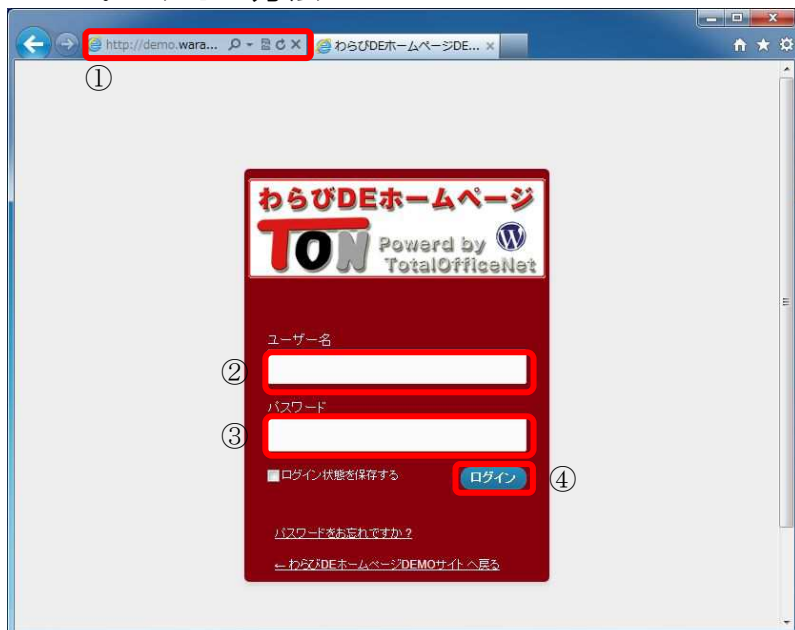 http://demo.wara...
わらびDEホームページDE...
①
わらびDEホームページ
TON Powerd by
TotalOfficeNet
ユーザー名
②
パスワード
③
ログイン状態を保存する
ログイン
④
パスワードをお忘れですか ?
← わらびDEホームページDEMOサイト へ戻る